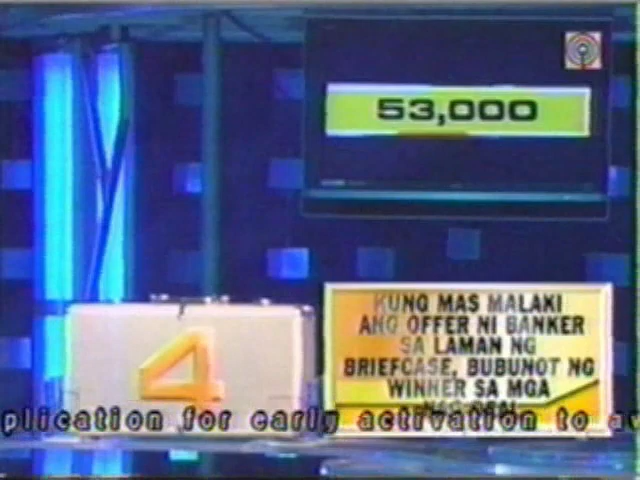 53,000
4
KUNG MAS MALAKI
ANG OFFER NI BANKER
SA LAMAN NG
BRIEFCASE, BUBUNOT NG
WINNER SA MGA
plication for early activation to av